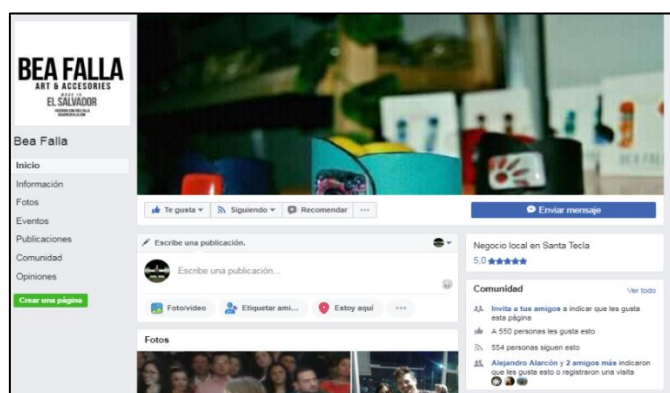 BEA FALLA
ART & ACCESORIES
MADE IN
EL SALVADOR
Bea Falla
Inicio
Información
Fotos
Eventos
Publicaciones
Comunidad
Opiniones
Crear una página
Te gusta
Siguiendo
Recomendar
Enviar mensaje
Escribe una publicación.
Escribe una publicación...
Foto/video
Etiquetar ami...
Estoy aquí
Fotos
Negocio local en Santa Tecla
5,0
Comunidad
Ver todo
Invita a tus amigos a indicar que les gusta
esta página
A 550 personas les gusta esto
554 personas siguen esto
Alejandro Alarcón y 2 amigos más indicaron
que les gusta esto o registraron una visita